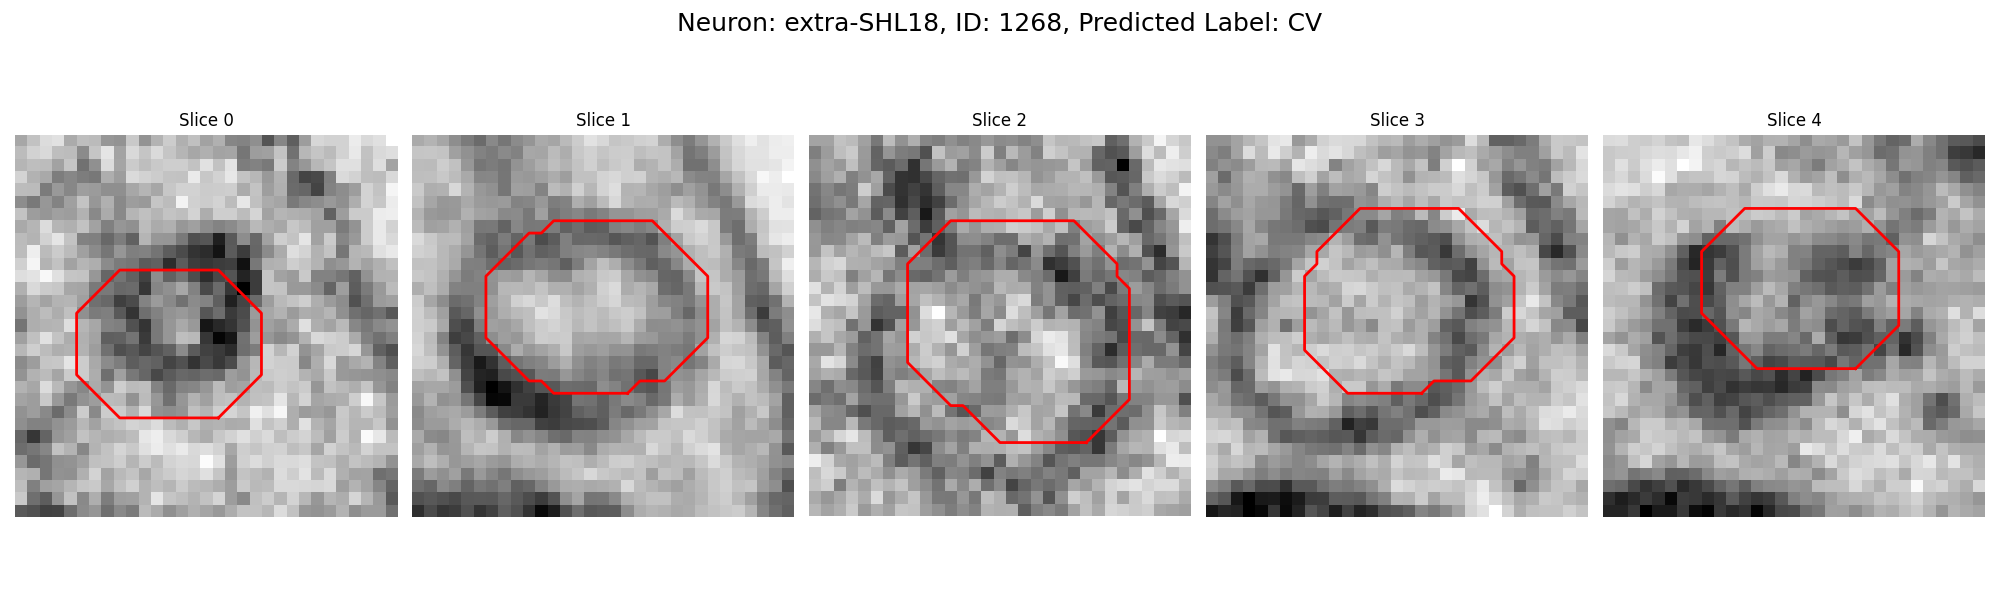 Neuron: extra-SHL18, ID: 1268, Predicted Label: CV
Slice 0
Slice 1
Slice 2
Slice 3
Slice 4